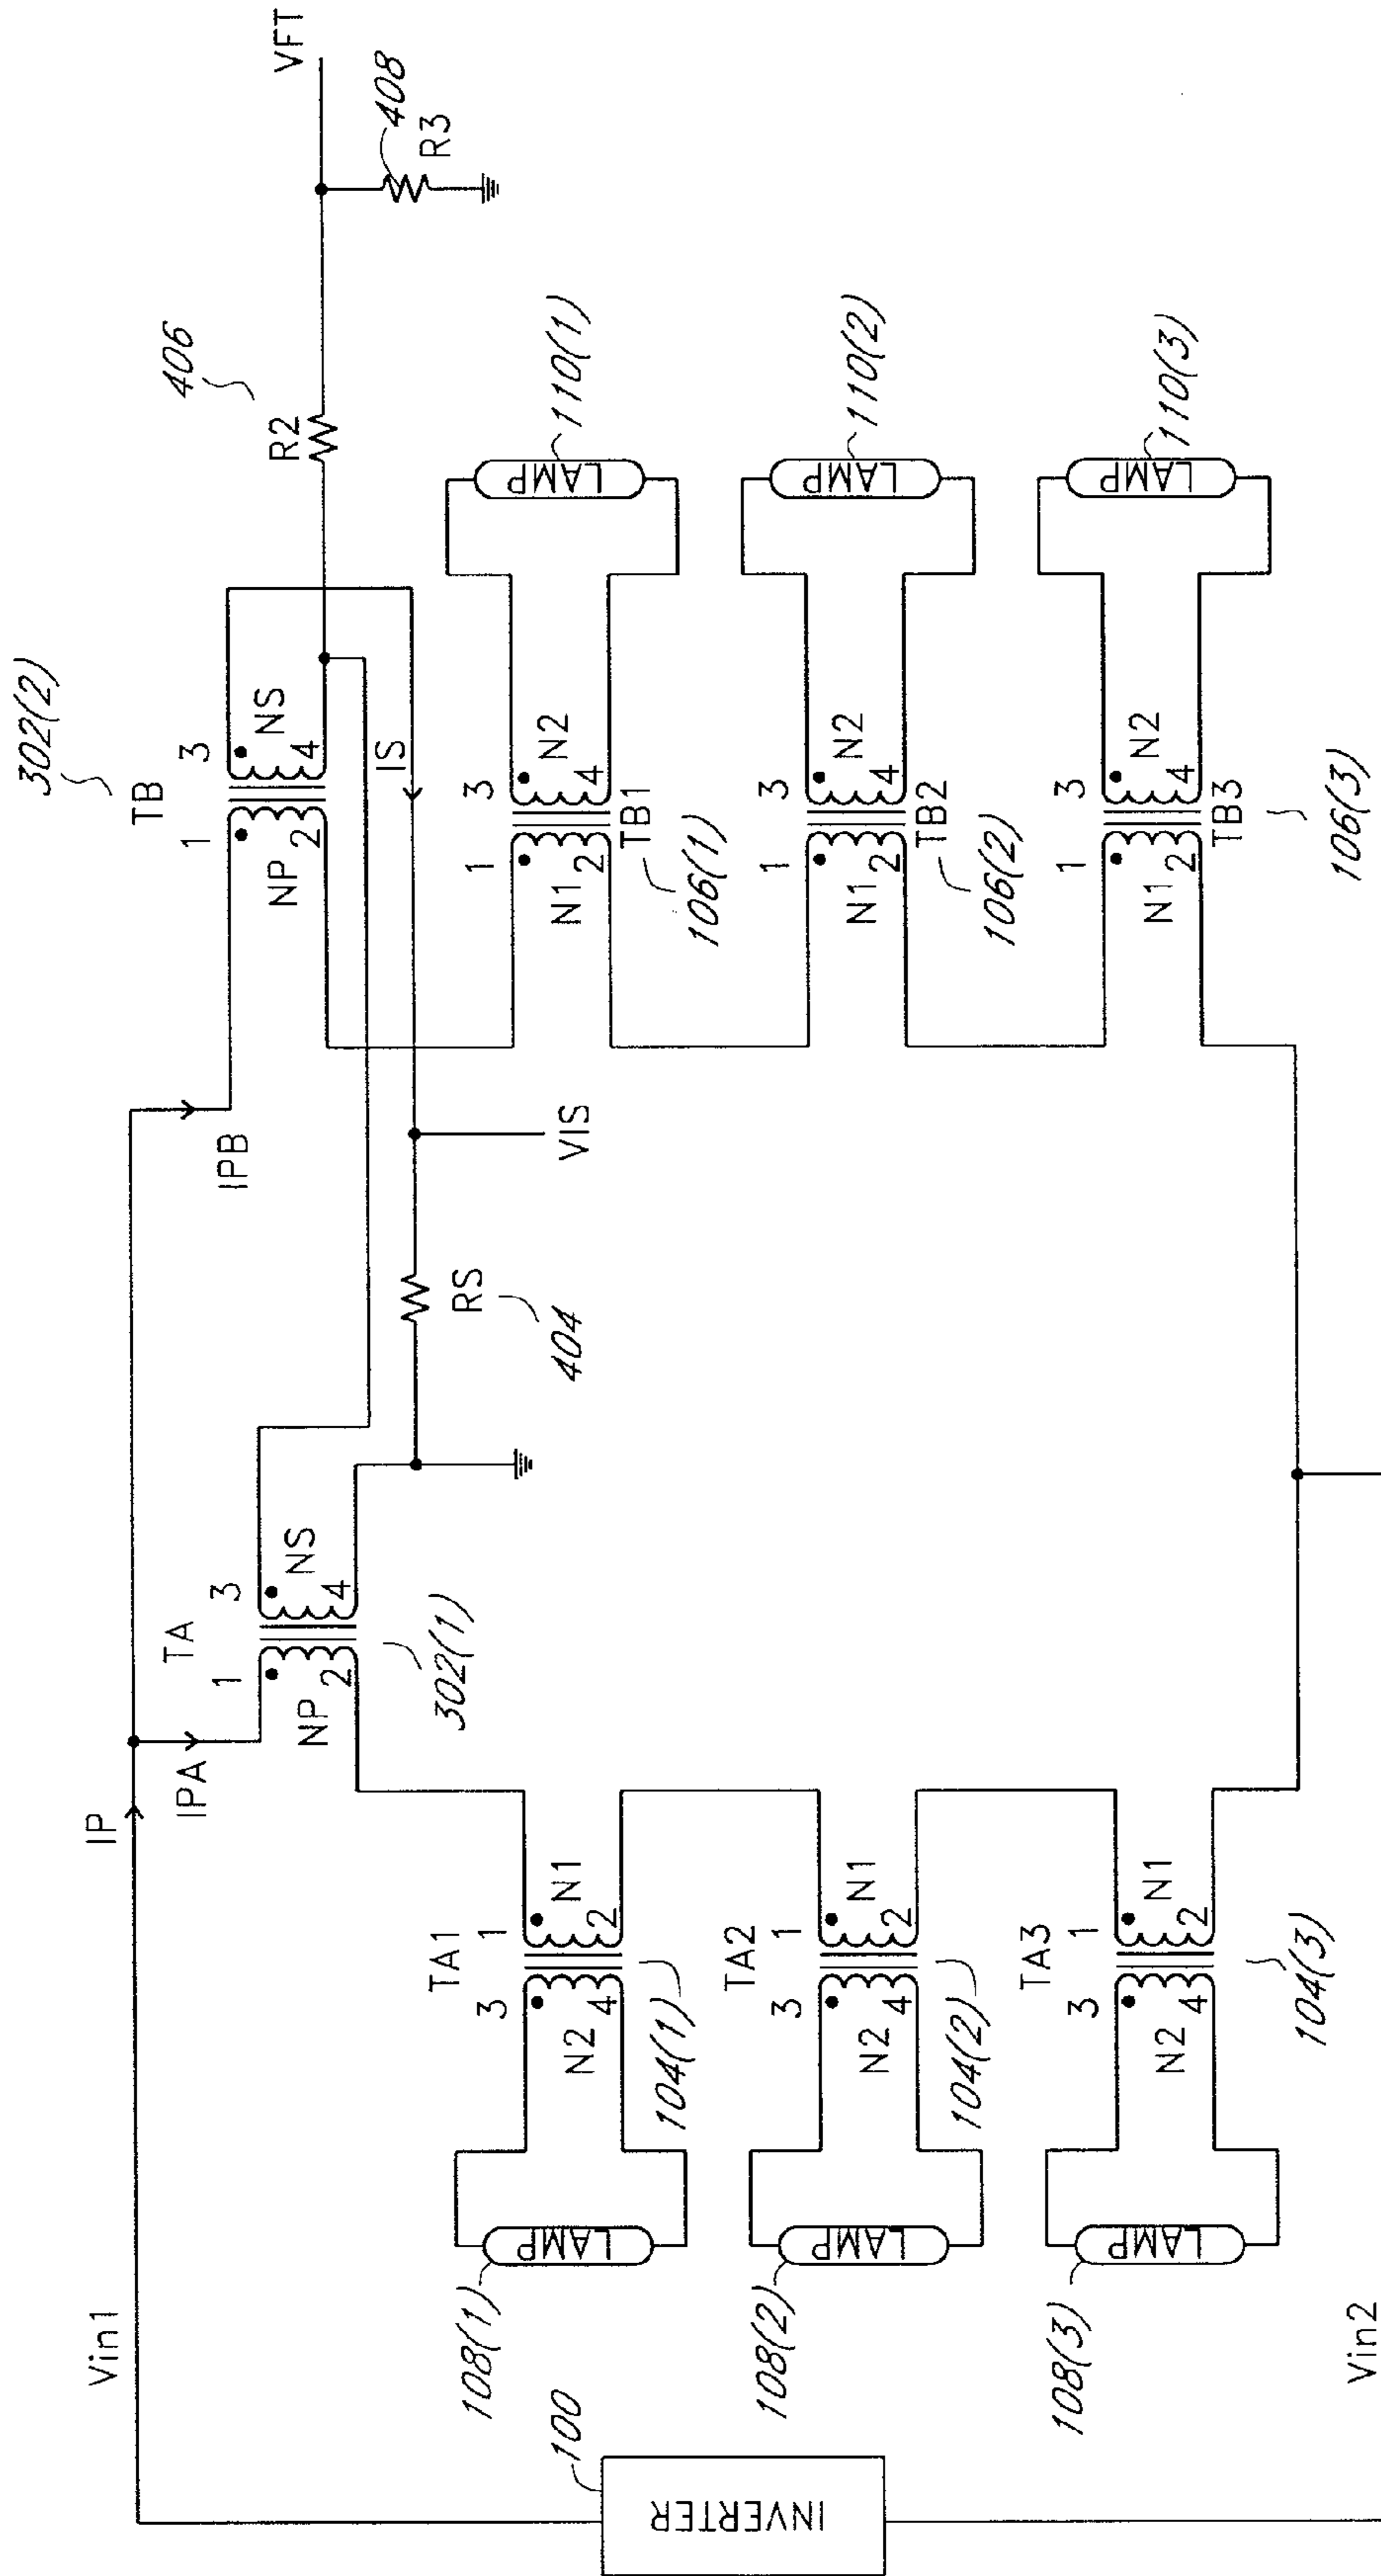 VFT
408
R3
406
R2
302(2)
TB
1
3
NP
NS
2
4
IS
IP
IPA
IPB
Vin1
TA
1
3
NP
NS
2
4
302(1)
RS
404
VIS
110(1)
LAMP
1
3
N1
N2
2
4
TB1
106(1)
110(2)
LAMP
1
3
N1
N2
2
4
TB2
106(2)
110(3)
LAMP
1
3
N1
N2
2
4
TB3
106(3)
TA1
3
1
N2
N1
4
2
104(1)
LAMP
108(1)
TA2
3
1
N2
N1
4
2
104(2)
LAMP
108(2)
TA3
3
1
N2
N1
4
2
104(3)
LAMP
108(3)
100
INVERTER
Vin2